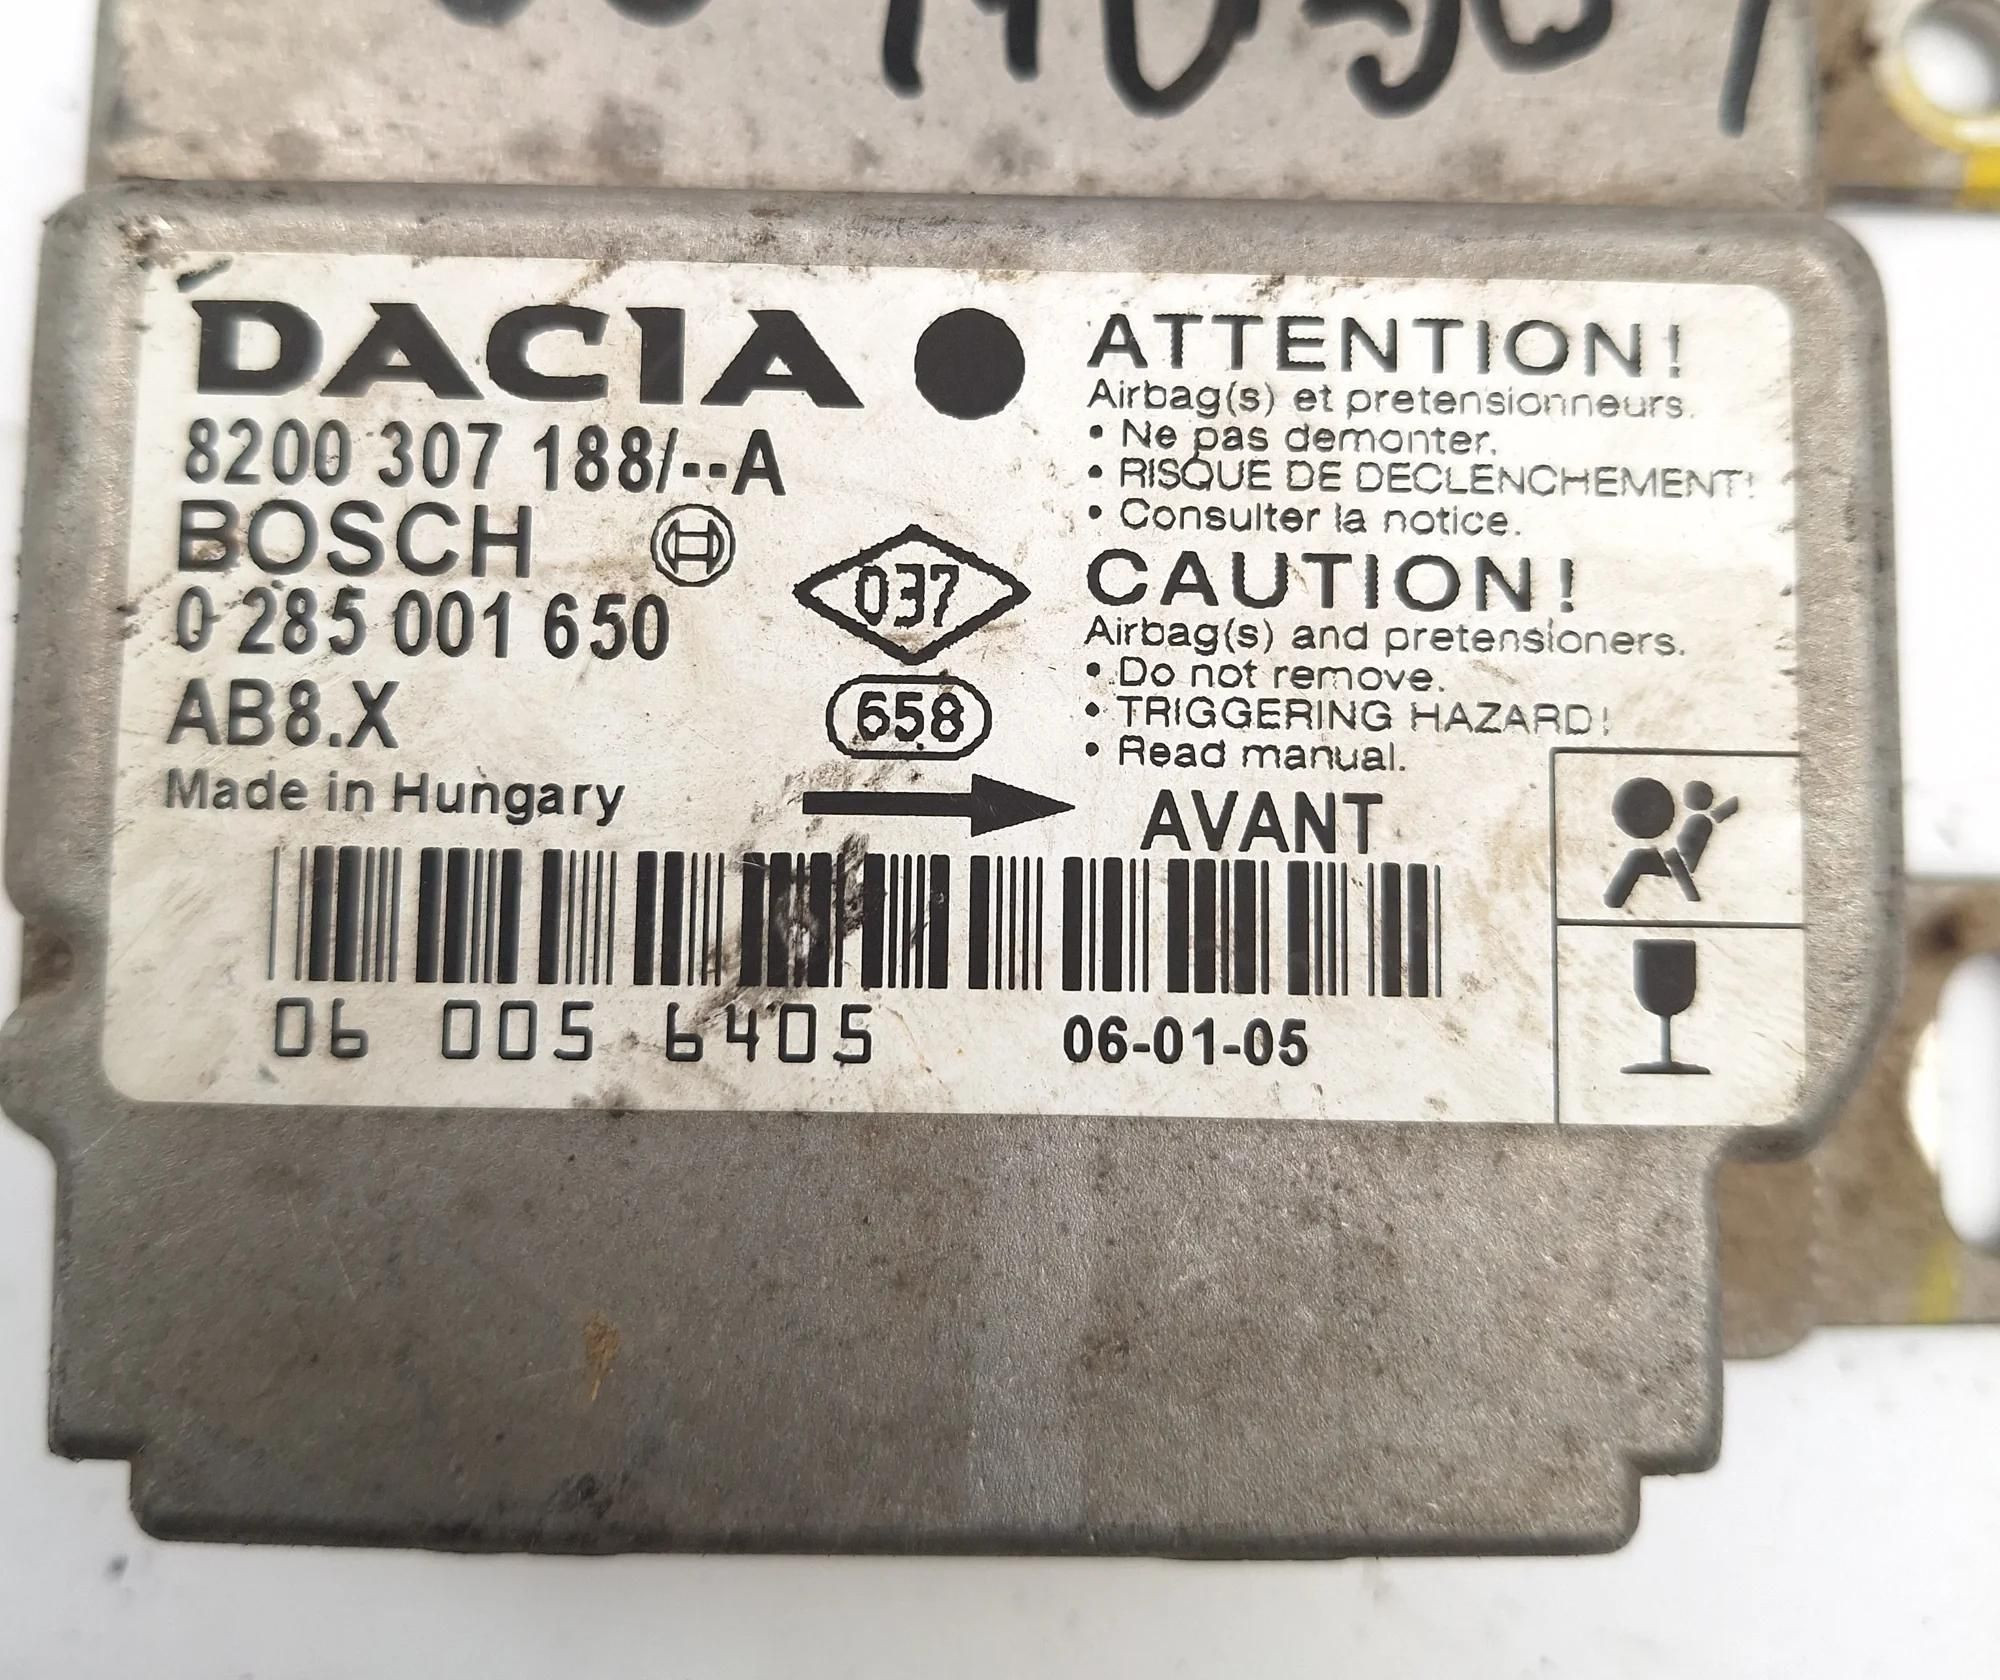 DACIA
8200 307 188/--A
BOSCH
0 285 001 650
AB8.X
Made in Hungary
037
658
ATTENTION!
Airbag(s) et pretensionneurs.
• Ne pas demonter.
• RISQUE DE DECLENCHEMENT!
• Consulter la notice.
CAUTION!
Airbag(s) and pretensioners.
• Do not remove.
• TRIGGERING HAZARD!
• Read manual.
AVANT
06 005 6405
06-01-05